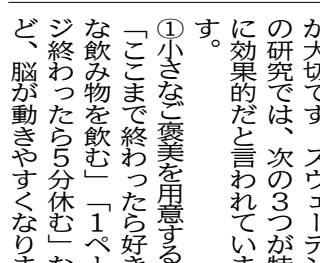 が大切です。スウェーデン
の研究では、次の3つが特
に効果的だと言われていま
す。
①小さなご褒美を用意する
「ここまで終わったら好き
な飲み物を飲む」「1ペー
ジ終わったら5分休む」な
ど、脳が動きやすくなりま